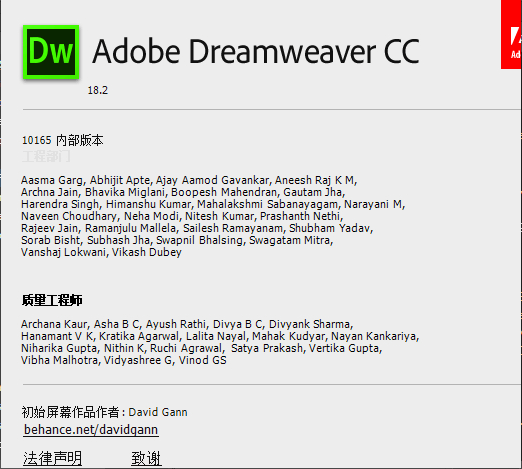 Dw Adobe Dreamweaver CC
18.2
10165 内部版本
工程部门
Aasma Garg, Abhijit Apte, Ajay Aamod Gavankar, Aneesh Raj K M,
Archna Jain, Bhavika Miglani, Boopesh Mahendran, Gautam Jha,
Harendra Singh, Himanshu Kumar, Mahalakshmi Sabanayagam, Narayani M,
Naveen Choudhary, Neha Modi, Nitesh Kumar, Prashanth Nethi,
Rajeev Jain, Ramanjulu Mallela, Sailesh Ramayanam, Shubham Yadav,
Sorab Bisht, Subhash Jha, Swapnil Bhalsing, Swagatam Mitra,
Vanshaj Lokwani, Vikash Dubey
质量工程师
Archana Kaur, Asha B C, Ayush Rathi, Divya B C, Divyank Sharma,
Hanamant V K, Kratika Agarwal, Lalita Nayal, Mahak Kudyar, Nayan Kankariya,
Niharika Gupta, Nithin K, Ruchi Agrawal, Satya Prakash, Vertika Gupta,
Vibha Malhotra, Vidyashree G, Vinod GS
初始屏幕作品作者 : David Gann
behance.net/davidgann
法律声明 致谢